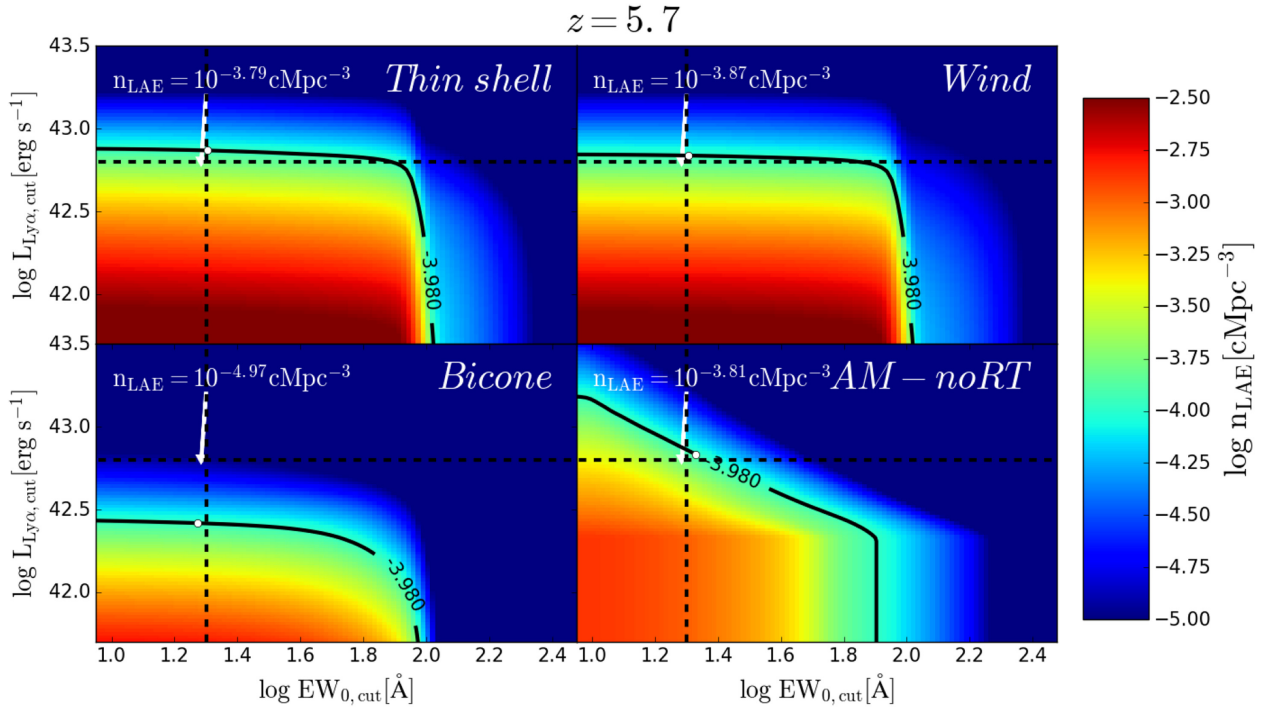 z = 5.7
n_LAE = 10^−3.79 cMpc^−3
Thin shell
n_LAE = 10^−3.87 cMpc^−3
Wind
-3.980
-3.980
43.5
43.0
42.5
42.0
log L_Lyα,cut [erg s^−1]
n_LAE = 10^−4.97 cMpc^−3
Bicone
n_LAE = 10^−3.81 cMpc^−3
AM − noRT
-3.980
-3.980
43.5
43.0
42.5
42.0
log L_Lyα,cut [erg s^−1]
1.0 1.2 1.4 1.6 1.8 2.0 2.2 2.4
1.0 1.2 1.4 1.6 1.8 2.0 2.2 2.4
log EW_0,cut [Å]
log EW_0,cut [Å]
−2.50
−2.75
−3.00
−3.25
−3.50
−3.75
−4.00
−4.25
−4.50
−4.75
−5.00
log n_LAE [cMpc^−3]